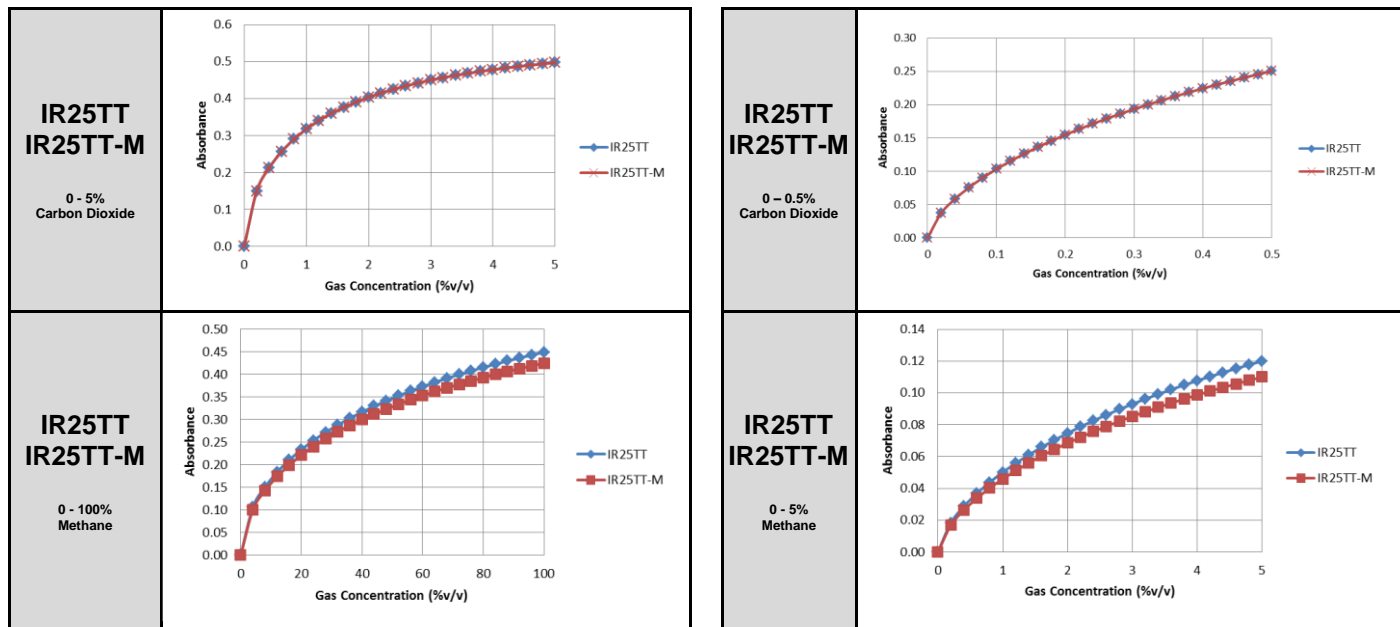 IR25TT
IR25TT-M
0 - 5%
Carbon Dioxide
0.6
0.5
0.4
0.3
0.2
0.1
0.0
Absorbance
0 1 2 3 4 5
Gas Concentration (%v/v)
IR25TT
IR25TT-M
IR25TT
IR25TT-M
0 – 0.5%
Carbon Dioxide
0.30
0.25
0.20
0.15
0.10
0.05
0.00
Absorbance
0 0.1 0.2 0.3 0.4 0.5
Gas Concentration (%v/v)
IR25TT
IR25TT-M
IR25TT
IR25TT-M
0 - 100%
Methane
0.50
0.45
0.40
0.35
0.30
0.25
0.20
0.15
0.10
0.05
0.00
Absorbance
0 20 40 60 80 100
Gas Concentration (%v/v)
IR25TT
IR25TT-M
IR25TT
IR25TT-M
0 - 5%
Methane
0.14
0.12
0.10
0.08
0.06
0.04
0.02
0.00
Absorbance
0 1 2 3 4 5
Gas Concentration (%v/v)
IR25TT
IR25TT-M